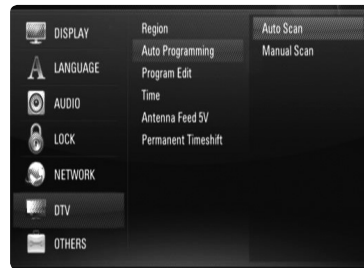 DISPLAY
LANGUAGE
A
AUDIO
LOCK
NETWORK
DTV
OTHERS
Region
Auto Programming
Program Edit
Time
Antenna Feed 5V
Permanent Timeshift
Auto Scan
Manual Scan